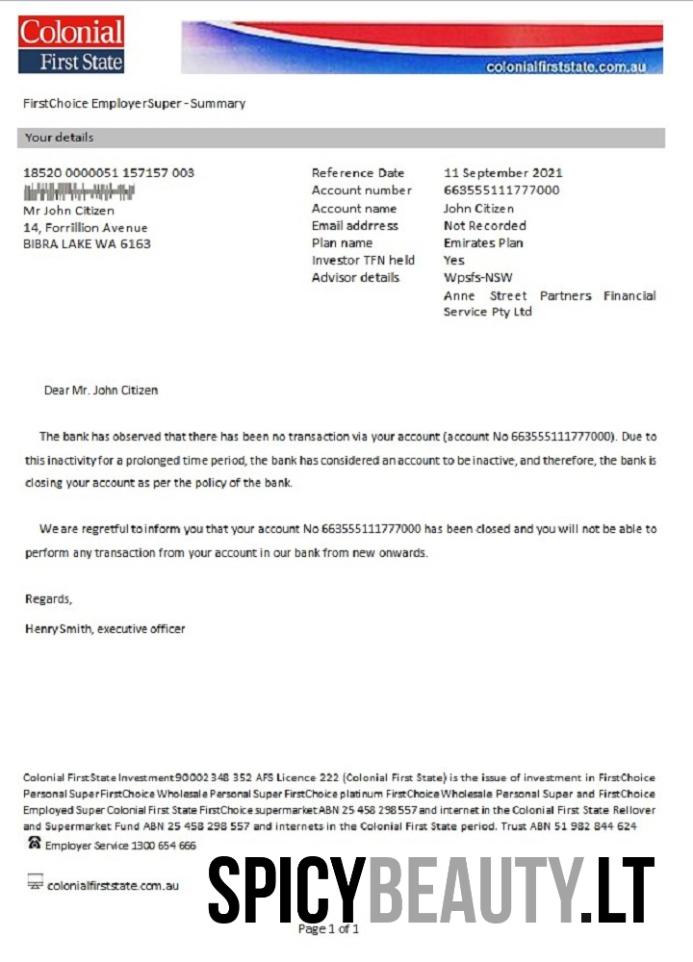 Colonial
First State
colonialfirststate.com.au
FirstChoice EmployerSuper - Summary
Your details
18520 0000051 157157 003
Mr John Citizen
14, Forrillion Avenue
BIBRA LAKE WA 6163
Reference Date 11 September 2021
Account number 663555111777000
Account name John Citizen
Email addrress Not Recorded
Plan name Emirates Plan
Investor TFN held Yes
Advisor details Wpsfs-NSW
Anne Street Partners Financial
Service Pty Ltd
Dear Mr. John Citizen
The bank has observed that there has been no transaction via your account (account No 663555111777000). Due to
this inactivity for a prolonged time period, the bank has considered an account to be inactive, and therefore, the bank is
closing your account as per the policy of the bank.
We are regretful to inform you that your account No 663555111777000 has been closed and you will not be able to
perform any transaction from your account in our bank from new onwards.
Regards,
Henry Smith, executive officer
Colonial First State Investment 90002 348 352 AFS Licence 222 (Colonial First State) is the issue of investment in FirstChoice
Personal Super FirstChoice Wholesale Personal Super FirstChoice platinum FirstChoice Wholesale Personal Super and FirstChoice
Employed Super Colonial First State FirstChoice supermarket ABN 25 458 298 557 and internet in the Colonial First State Rellover
and Supermarket Fund ABN 25 458 298 557 and internets in the Colonial First State period. Trust ABN 51 982 844 624
Employer Service 1300 654 666
colonialfirststate.com.au
SPICYBEAUTY.LT
Page 1 of 1